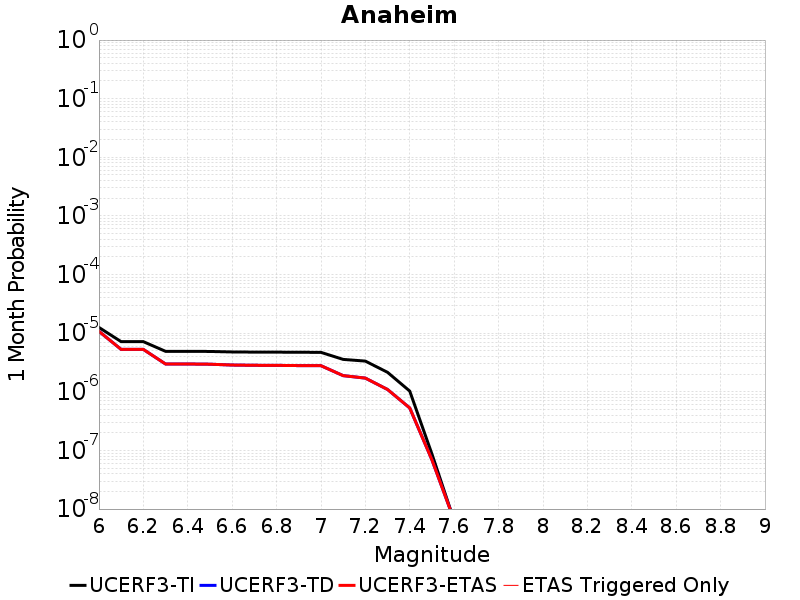 Anaheim
1 Month Probability
10^0
10^-1
10^-2
10^-3
10^-4
10^-5
10^-6
10^-7
10^-8
6 6.2 6.4 6.6 6.8 7 7.2 7.4 7.6 7.8 8 8.2 8.4 8.6 8.8 9
Magnitude
UCERF3-TI UCERF3-TD UCERF3-ETAS ETAS Triggered Only